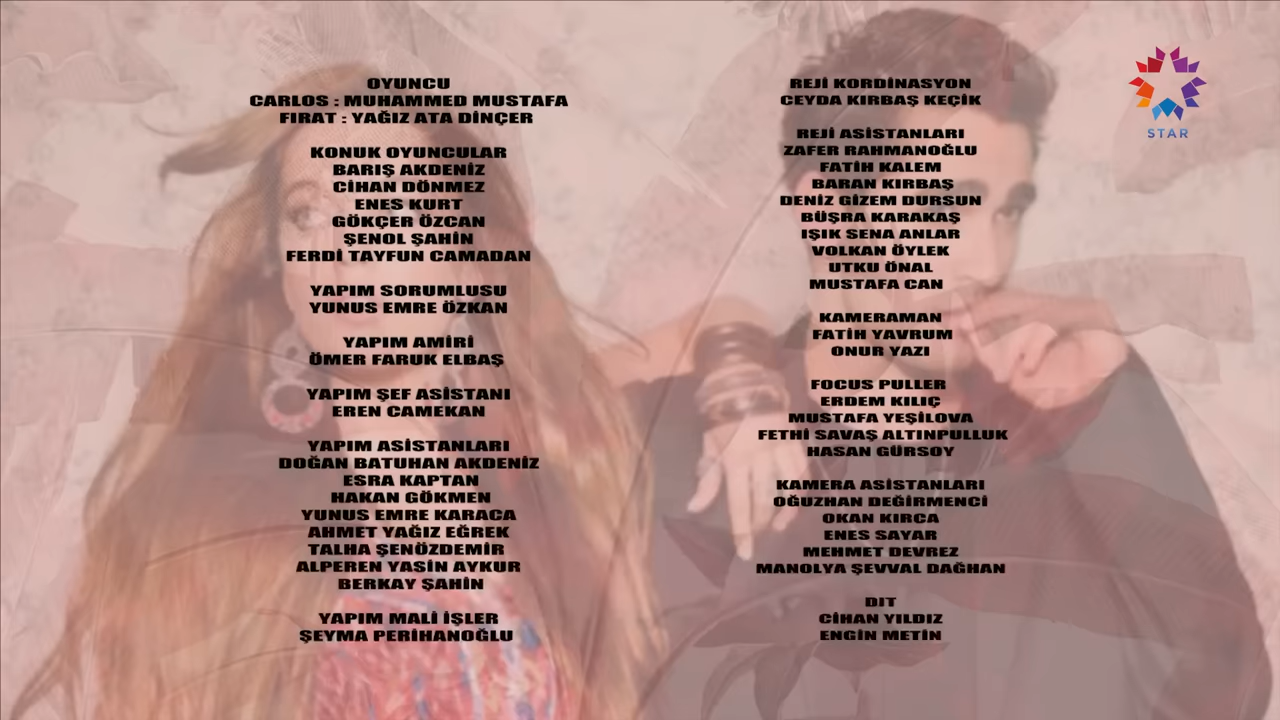 OYUNCU
CARLOS : MUHAMMED MUSTAFA
FIRAT : YAĞIZ ATA DİNÇER
KONUK OYUNCULAR
BARIŞ AKDENİZ
CİHAN DÖNMEZ
ENES KURT
GÖKÇER ÖZCAN
ŞENOL ŞAHİN
FERDİ TAYFUN CAMADAN
YAPIM SORUMLUSU
YUNUS EMRE ÖZKAN
YAPIM AMİRİ
ÖMER FARUK ELBAŞ
YAPIM ŞEF ASİSTANI
EREN CAMEKAN
YAPIM ASİSTANLARI
DOĞAN BATUHAN AKDENİZ
ESRA KAPTAN
HAKAN GÖKMEN
YUNUS EMRE KARACA
AHMET YAĞIZ EĞREK
TALHA ŞENÖZDEMİR
ALPEREN YASİN AYKUR
BERKAY ŞAHİN
YAPIM MALİ İŞLER
ŞEYMA PERİHANOĞLU
REJİ KORDİNASYON
CEYDA KIRBAŞ KEÇİK
REJİ ASİSTANLARI
ZAFER RAHMANOĞLU
FATİH KALEM
BARAN KIRBAŞ
DENİZ GİZEM DURSUN
BÜŞRA KARAKAŞ
IŞIK SENA ANLAR
VOLKAN ÖYLEK
UTKU ÖNAL
MUSTAFA CAN
KAMERAMAN
FATİH YAVRUM
ONUR YAZI
FOCUS PULLER
ERDEM KILIÇ
MUSTAFA YEŞİLOVA
FETHİ SAVAŞ ALTINPULLUK
HASAN GÜRSOY
KAMERA ASİSTANLARI
OĞUZHAN DEĞİRMENCİ
OKAN KIRCA
ENES SAYAR
MEHMET DEVREZ
MANOLYA ŞEVVAL DAĞHAN
DIT
CİHAN YILDIZ
ENGİN METİN
STAR